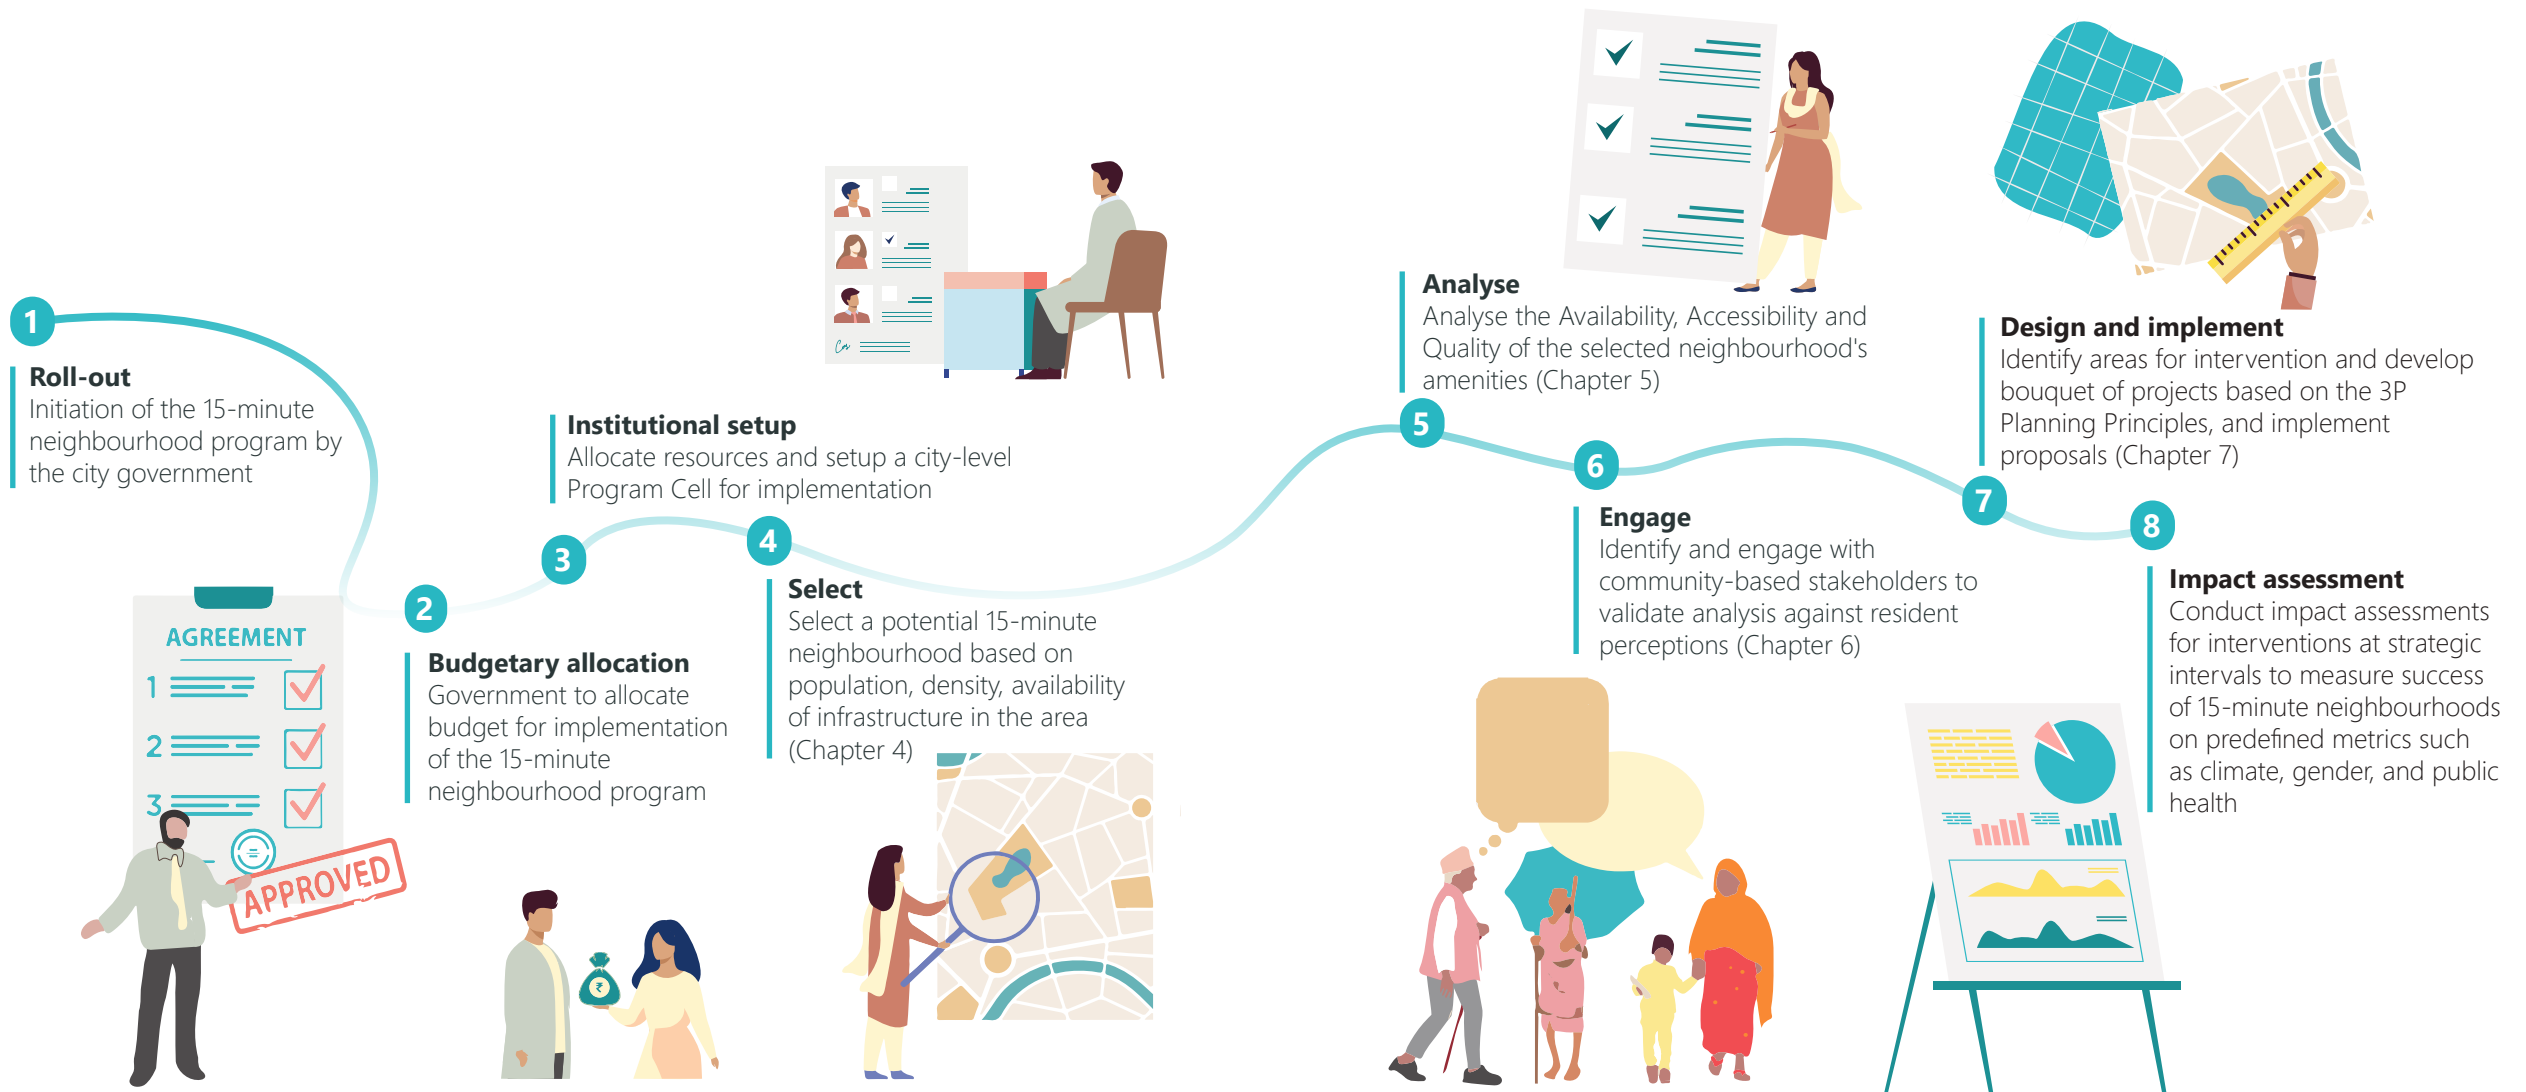 1
Roll-out
Initiation of the 15-minute
neighbourhood program by
the city government
AGREEMENT
1
2
3
APPROVED
2
Budgetary allocation
Government to allocate
budget for implementation
of the 15-minute
neighbourhood program
₹
3
Institutional setup
Allocate resources and setup a city-level
Program Cell for implementation
4
Select
Select a potential 15-minute
neighbourhood based on
population, density, availability
of infrastructure in the area
(Chapter 4)
5
Analyse
Analyse the Availability, Accessibility and
Quality of the selected neighbourhood's
amenities (Chapter 5)
6
Engage
Identify and engage with
community-based stakeholders to
validate analysis against resident
perceptions (Chapter 6)
7
Design and implement
Identify areas for intervention and develop
bouquet of projects based on the 3P
Planning Principles, and implement
proposals (Chapter 7)
8
Impact assessment
Conduct impact assessments
for interventions at strategic
intervals to measure success
of 15-minute neighbourhoods
on predefined metrics such
as climate, gender, and public
health